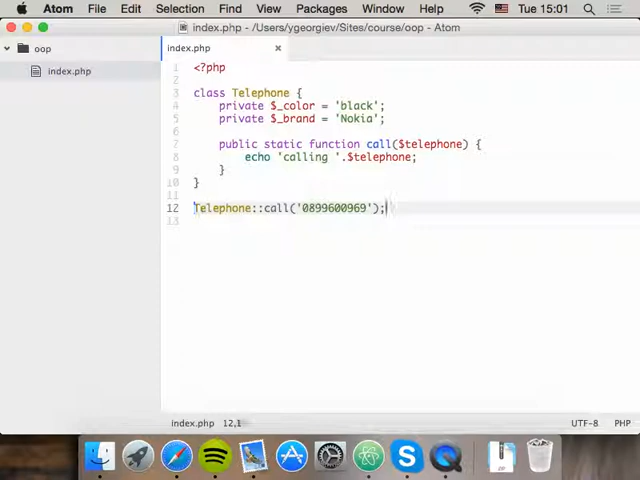 Atom File Edit View Selection Find Packages Window Help Tue 15:01
index.php - /Users/ygeorgiev/Sites/course/oop - Atom
oop
index.php
index.php
1 <?php
2
3 class Telephone {
4 private $_color = 'black';
5 private $_brand = 'Nokia';
6
7 public static function call($telephone) {
8 echo 'calling '.$telephone;
9 }
10 }
11
12 Telephone::call('0899600969');
13
index.php 12,1 UTF-8 PHP
ZIP